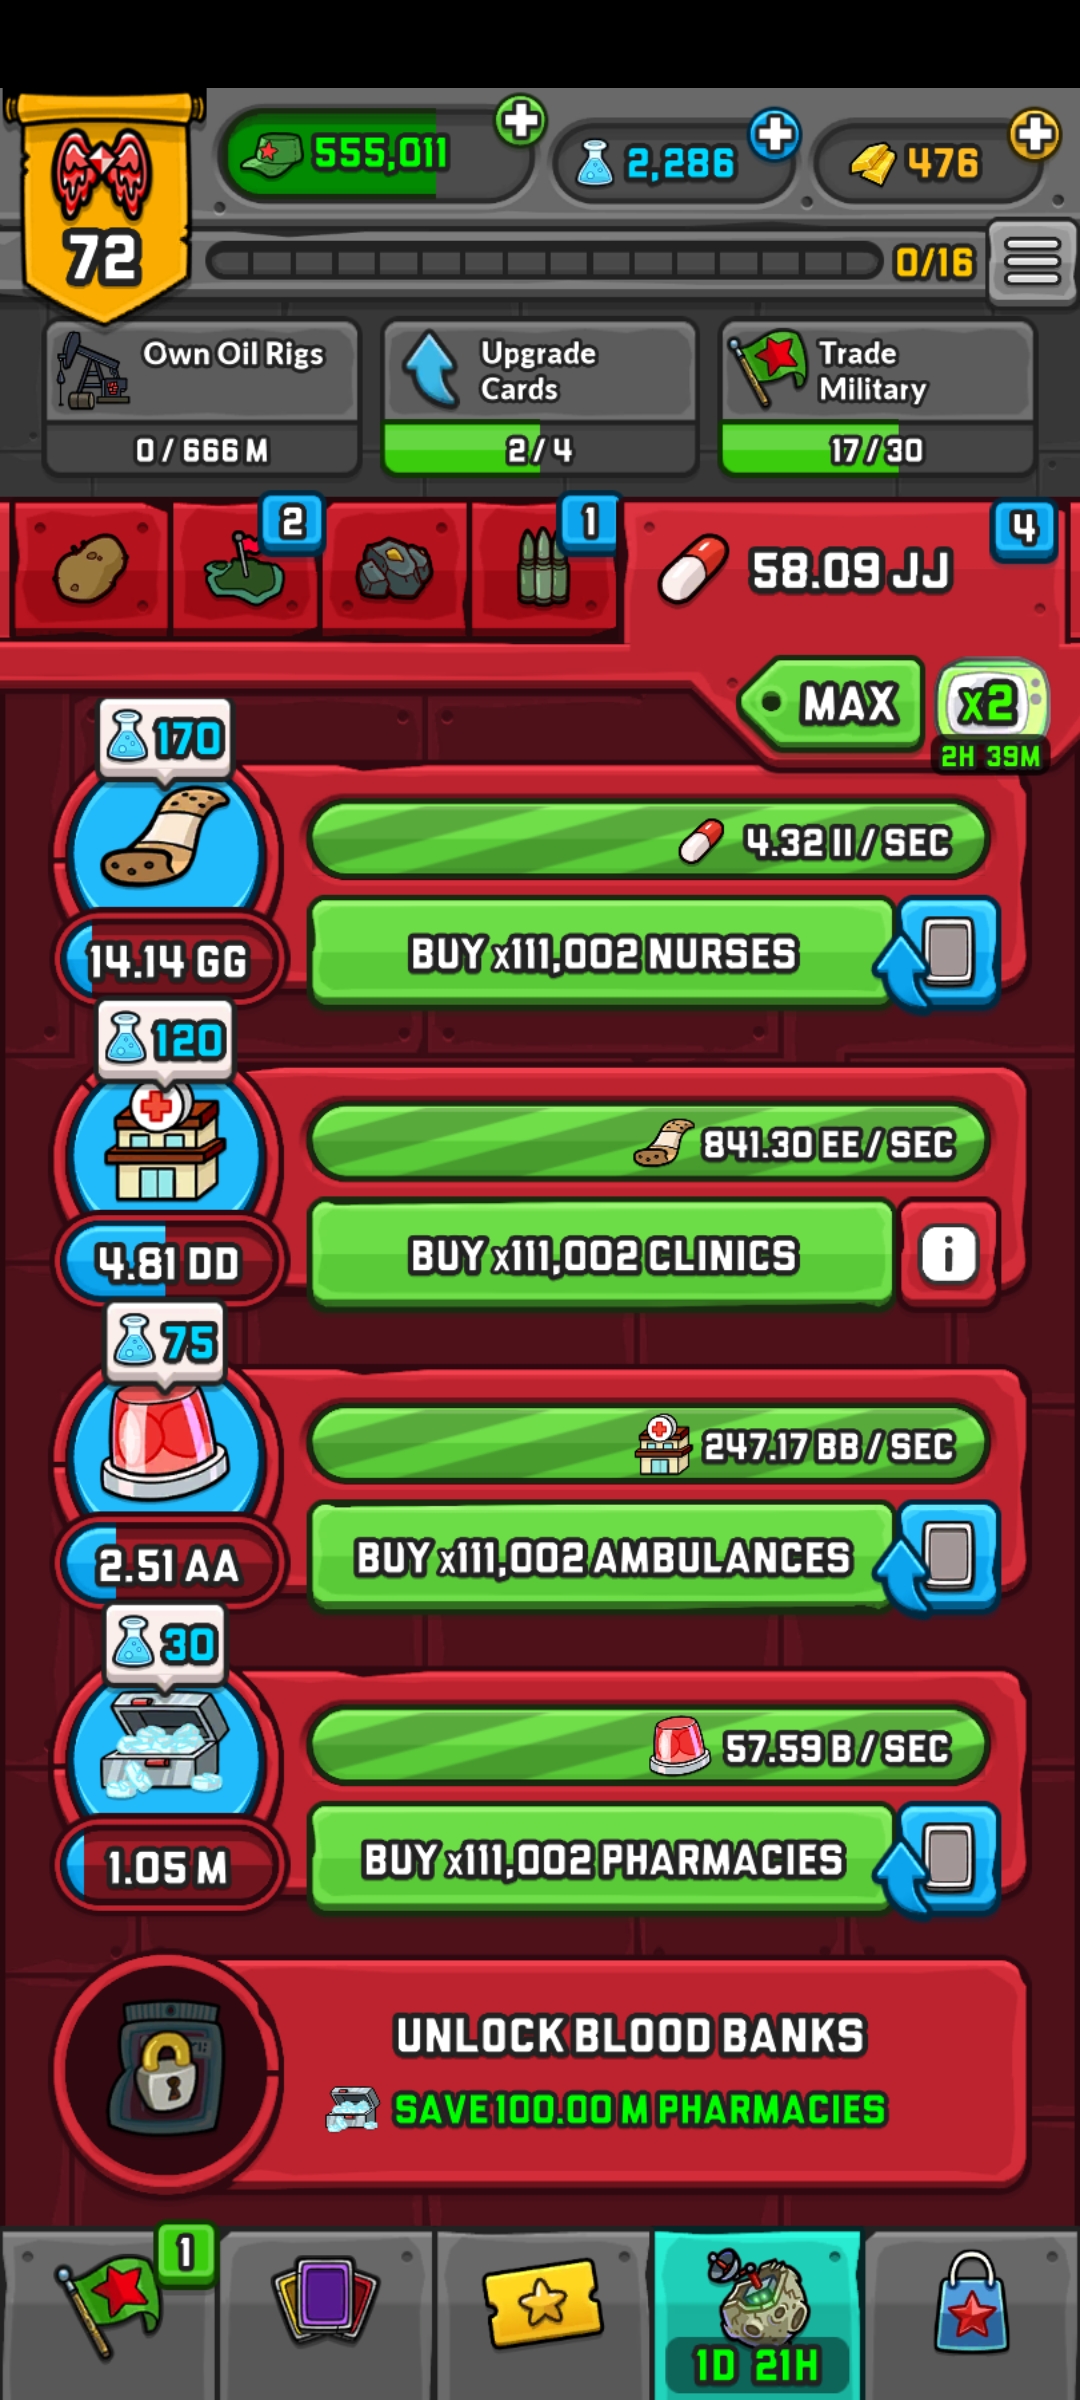 555,011
2,286
476
72
0/16
Own Oil Rigs
0 / 666 M
Upgrade
Cards
2 / 4
Trade
Military
17 / 30
2
1
58.09 JJ
4
MAX
x2
2H 39M
170
4.32 II / SEC
14.14 GG
BUY x111,002 NURSES
120
841.30 EE / SEC
4.81 DD
BUY x111,002 CLINICS
i
75
247.17 BB / SEC
2.51 AA
BUY x111,002 AMBULANCES
30
57.59 B / SEC
1.05 M
BUY x111,002 PHARMACIES
UNLOCK BLOOD BANKS
SAVE 100.00 M PHARMACIES
1
1D 21H